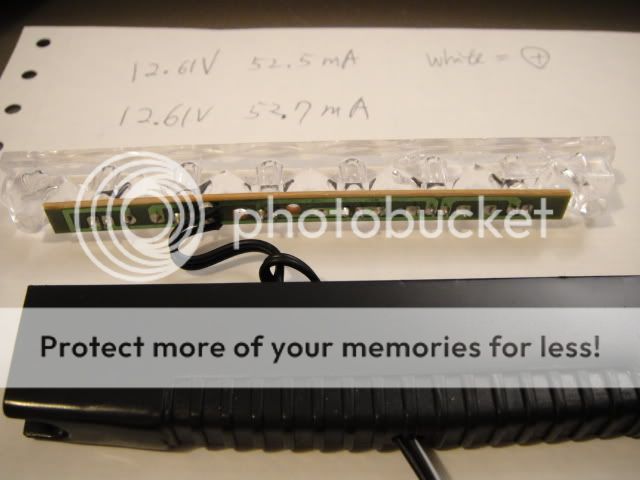 12.61V 52.5mA white = +
12.61V 52.7mA
photobucket
Protect more of your memories for less!